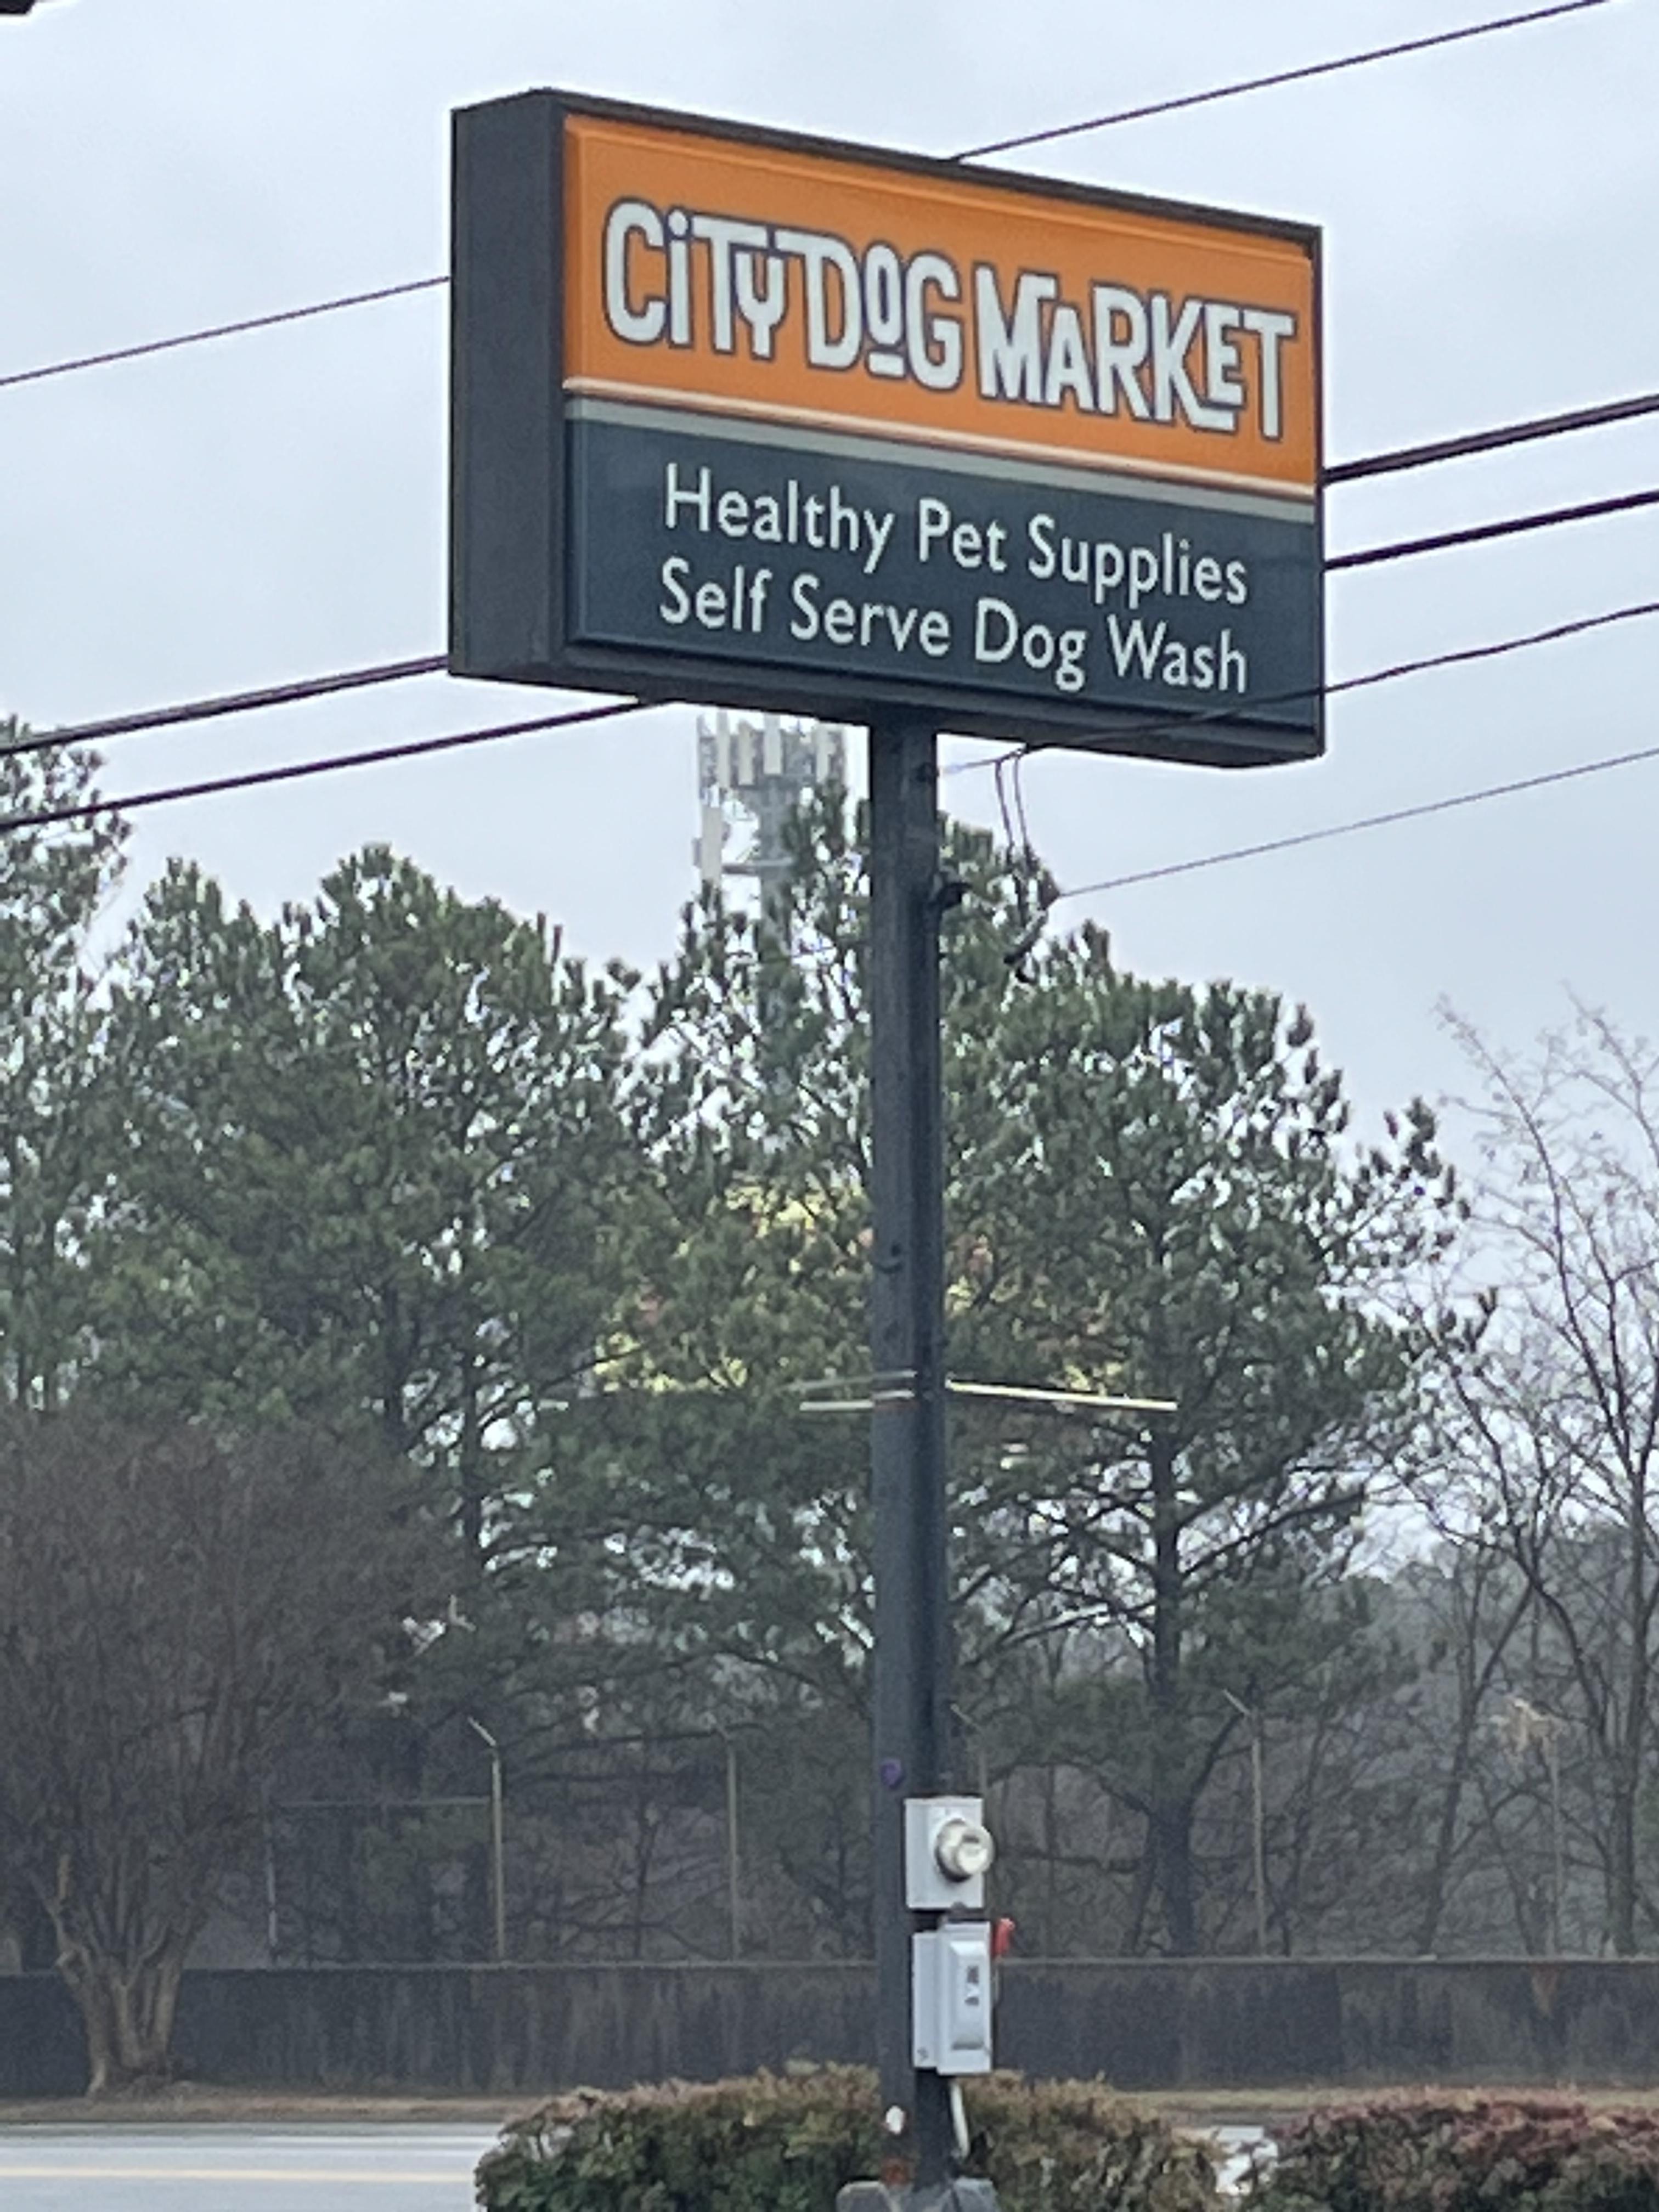 CiTY DOG MARKET
Healthy Pet Supplies
Self Serve Dog Wash